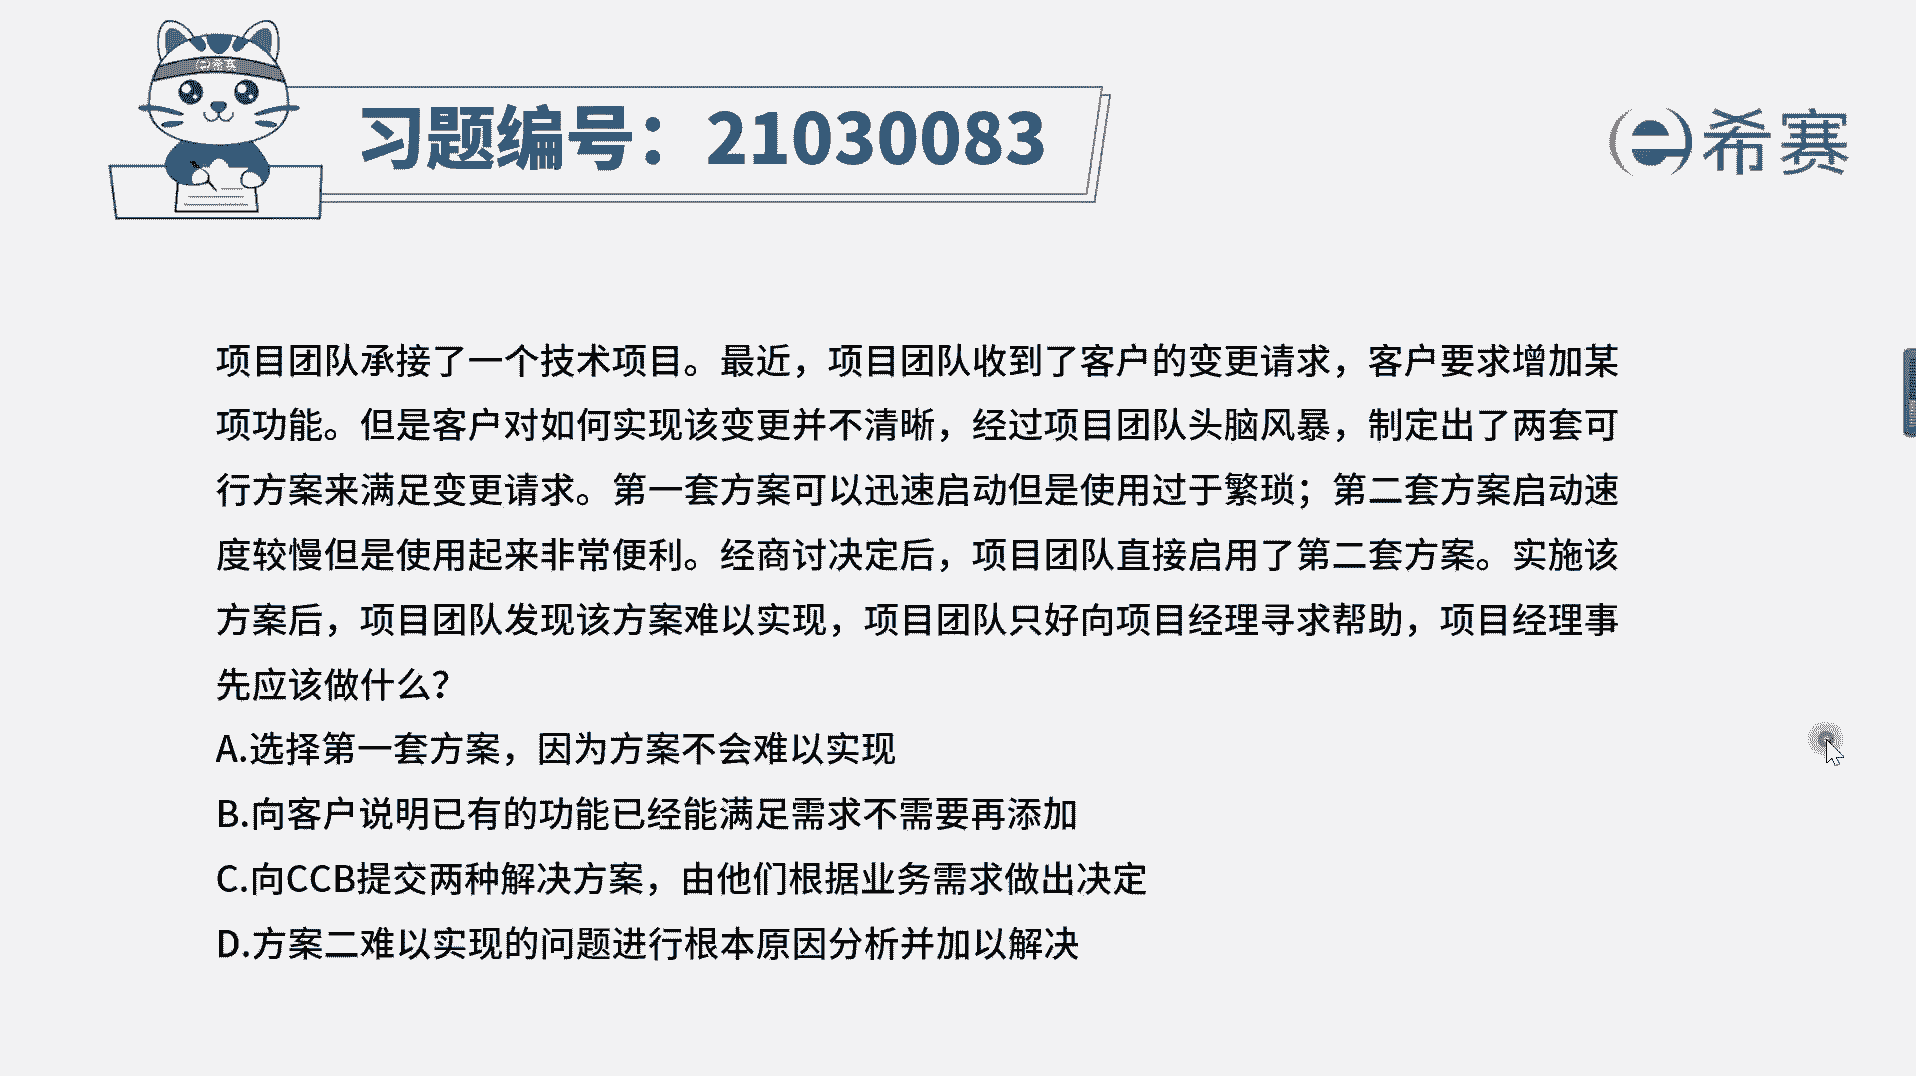 希赛
习题编号：21030083
希赛
项目团队承接了一个技术项目。最近，项目团队收到了客户的变更请求，客户要求增加某
项功能。但是客户对如何实现该变更并不清晰，经过项目团队头脑风暴，制定出了两套可
行方案来满足变更请求。第一套方案可以迅速启动但是使用过于繁琐；第二套方案启动速
度较慢但是使用起来非常便利。经商讨决定后，项目团队直接启用了第二套方案。实施该
方案后，项目团队发现该方案难以实现，项目团队只好向项目经理寻求帮助，项目经理事
先应该做什么？
A.选择第一套方案，因为方案不会难以实现
B.向客户说明已有的功能已经能满足需求不需要再添加
C.向CCB提交两种解决方案，由他们根据业务需求做出决定
D.方案二难以实现的问题进行根本原因分析并加以解决